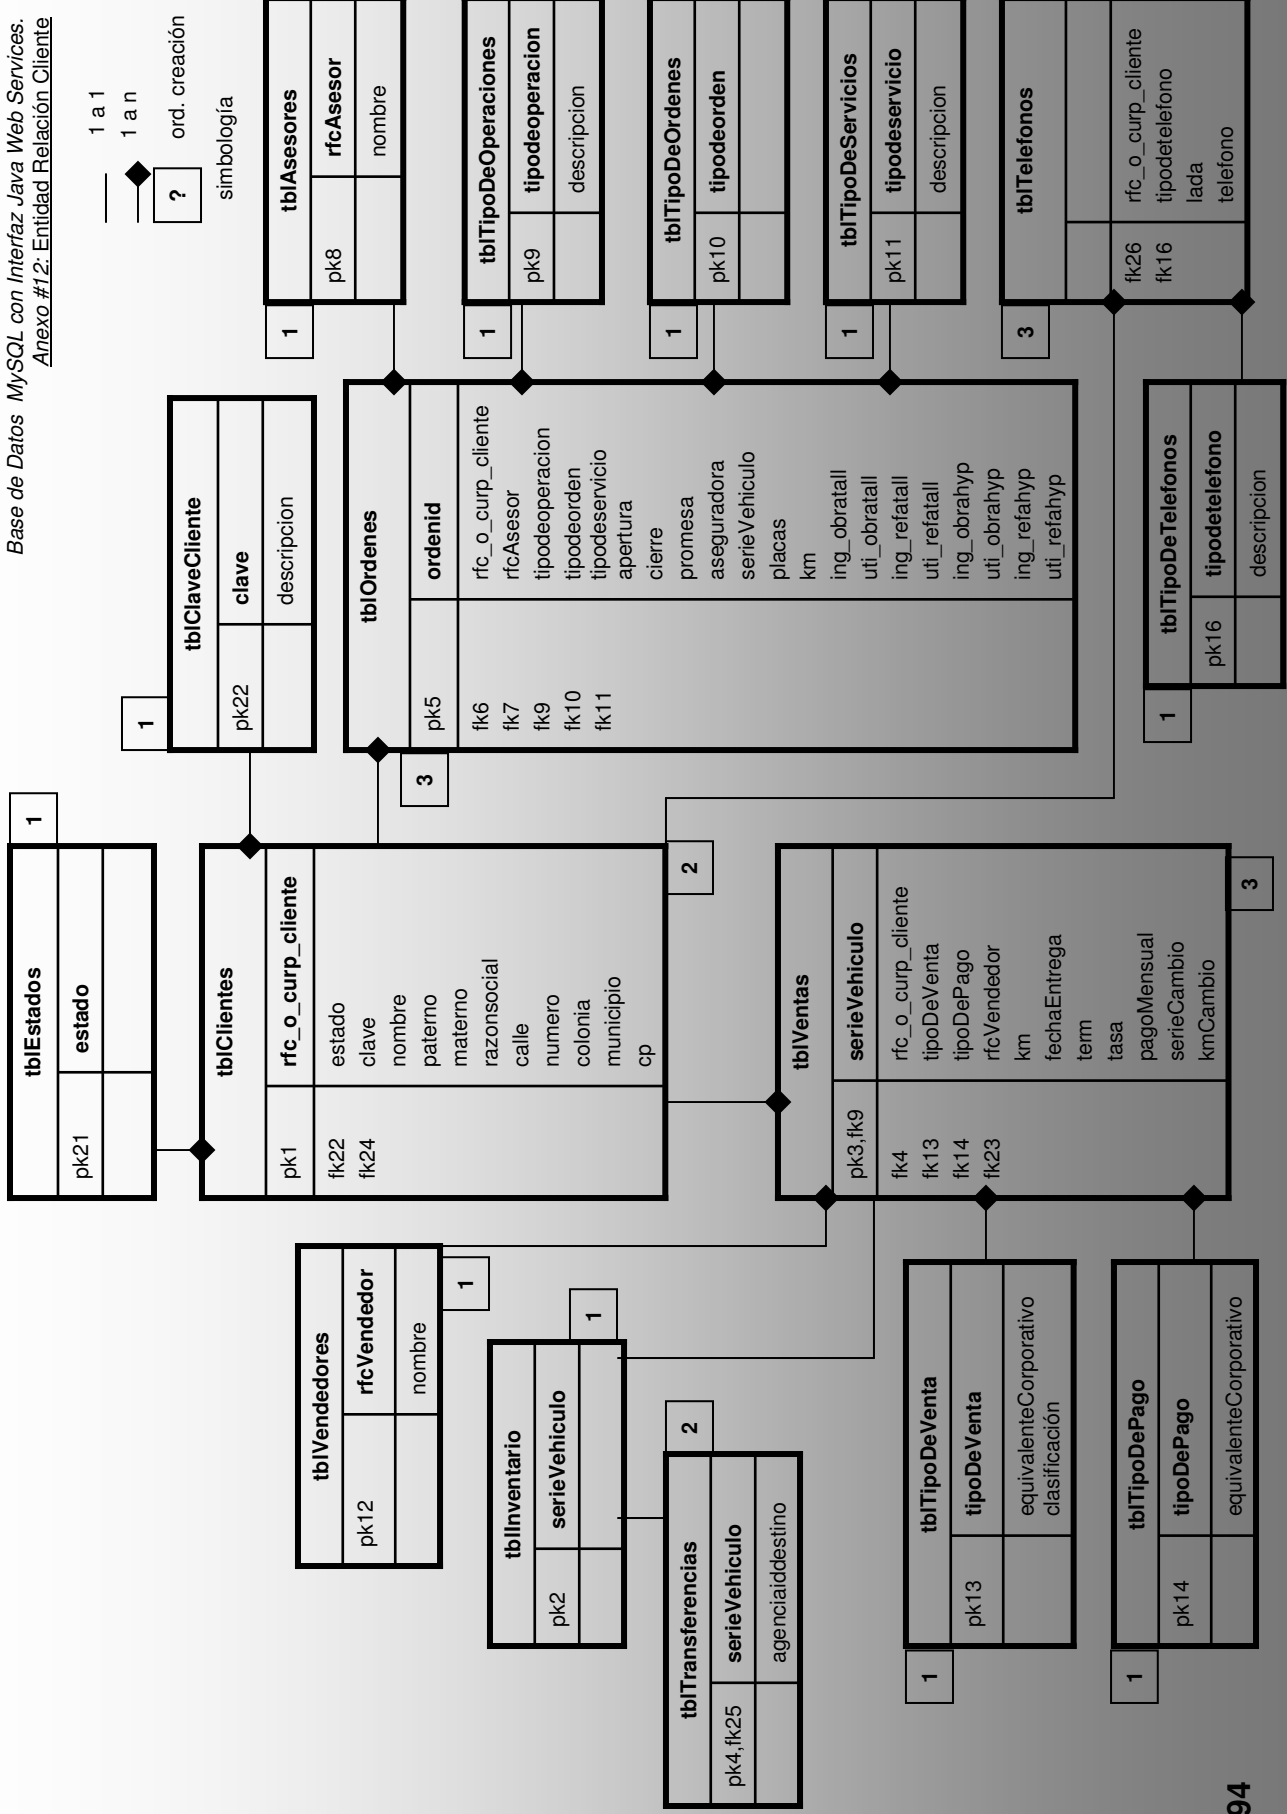 Base de Datos MySQL con Interfaz Java Web Services.
Anexo #12: Entidad Relación Cliente
1 a 1
1 a n
? ord. creación
simbología
tblEstados
pk21 estado
1
tblClaveCliente
pk22 clave
descripcion
1
tblAsesores
pk8 rfcAsesor
nombre
1
tblClientes
pk1 rfc_o_curp_cliente
fk22 estado
fk24 clave
nombre
paterno
materno
razonsocial
calle
numero
colonia
municipio
cp
2
tblOrdenes
pk5 ordenid
fk6 rfc_o_curp_cliente
fk7 rfcAsesor
fk9 tipodeoperacion
fk10 tipodeorden
fk11 tipodeservicio
apertura
cierre
promesa
aseguradora
serieVehiculo
placas
km
ing_obratall
uti_obratall
ing_refatall
uti_refatall
ing_obrahyp
uti_obrahyp
ing_refahyp
uti_refahyp
3
tblTipoDeOperaciones
pk9 tipodeoperacion
descripcion
1
tblTipoDeOrdenes
pk10 tipodeorden
1
tblTipoDeServicios
pk11 tipodeservicio
descripcion
1
tblTelefonos
fk26 rfc_o_curp_cliente
fk16 tipodetelefono
lada
telefono
3
tblTipoDeTelefonos
pk16 tipodetelefono
descripcion
1
tblVendedores
pk12 rfcVendedor
nombre
1
tblInventario
pk2 serieVehiculo
1
tblTransferencias
pk4,fk25 serieVehiculo
agenciaiddestino
2
tblVentas
pk3,fk9 serieVehiculo
fk4 rfc_o_curp_cliente
fk13 tipoDeVenta
fk14 tipoDePago
fk23 rfcVendedor
km
fechaEntrega
term
tasa
pagoMensual
serieCambio
kmCambio
3
tblTipoDeVenta
pk13 tipoDeVenta
equivalenteCorporativo
clasificación
1
tblTipoDePago
pk14 tipoDePago
equivalenteCorporativo
1
94